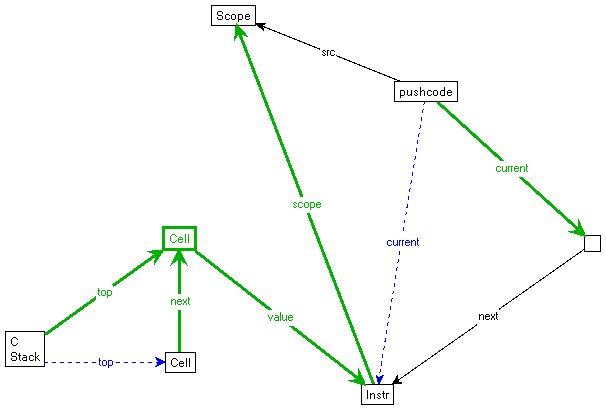 Scope
src
pushcode
current
scope
Cell
current
top
next
value
next
C
Stack
top
Cell
Instr